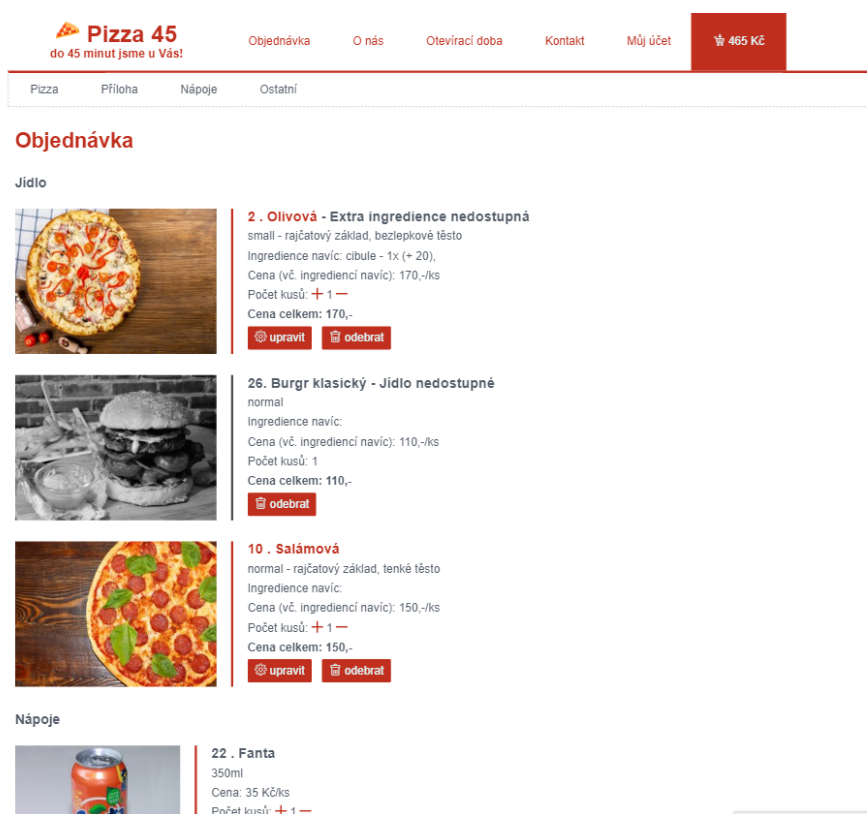 Pizza 45
do 45 minut jsme u Vás!
Objednávka
O nás
Otevírací doba
Kontakt
Můj účet
465 Kč
Pizza
Příloha
Nápoje
Ostatní
Objednávka
Jídlo
2 . Olivová - Extra ingredience nedostupná
small - rajčatový základ, bezlepkové těsto
Ingredience navíc: cibule - 1x (+ 20),
Cena (vč. ingrediencí navíc): 170,-/ks
Počet kusů: + 1 −
Cena celkem: 170,-
upravit
odebrat
26. Burgr klasický - Jídlo nedostupné
normal
Ingredience navíc:
Cena (vč. ingrediencí navíc): 110,-/ks
Počet kusů: 1
Cena celkem: 110,-
odebrat
10 . Salámová
normal - rajčatový základ, tenké těsto
Ingredience navíc:
Cena (vč. ingrediencí navíc): 150,-/ks
Počet kusů: + 1 −
Cena celkem: 150,-
upravit
odebrat
Nápoje
22 . Fanta
350ml
Cena: 35 Kč/ks
Počet kusů: + 1 −